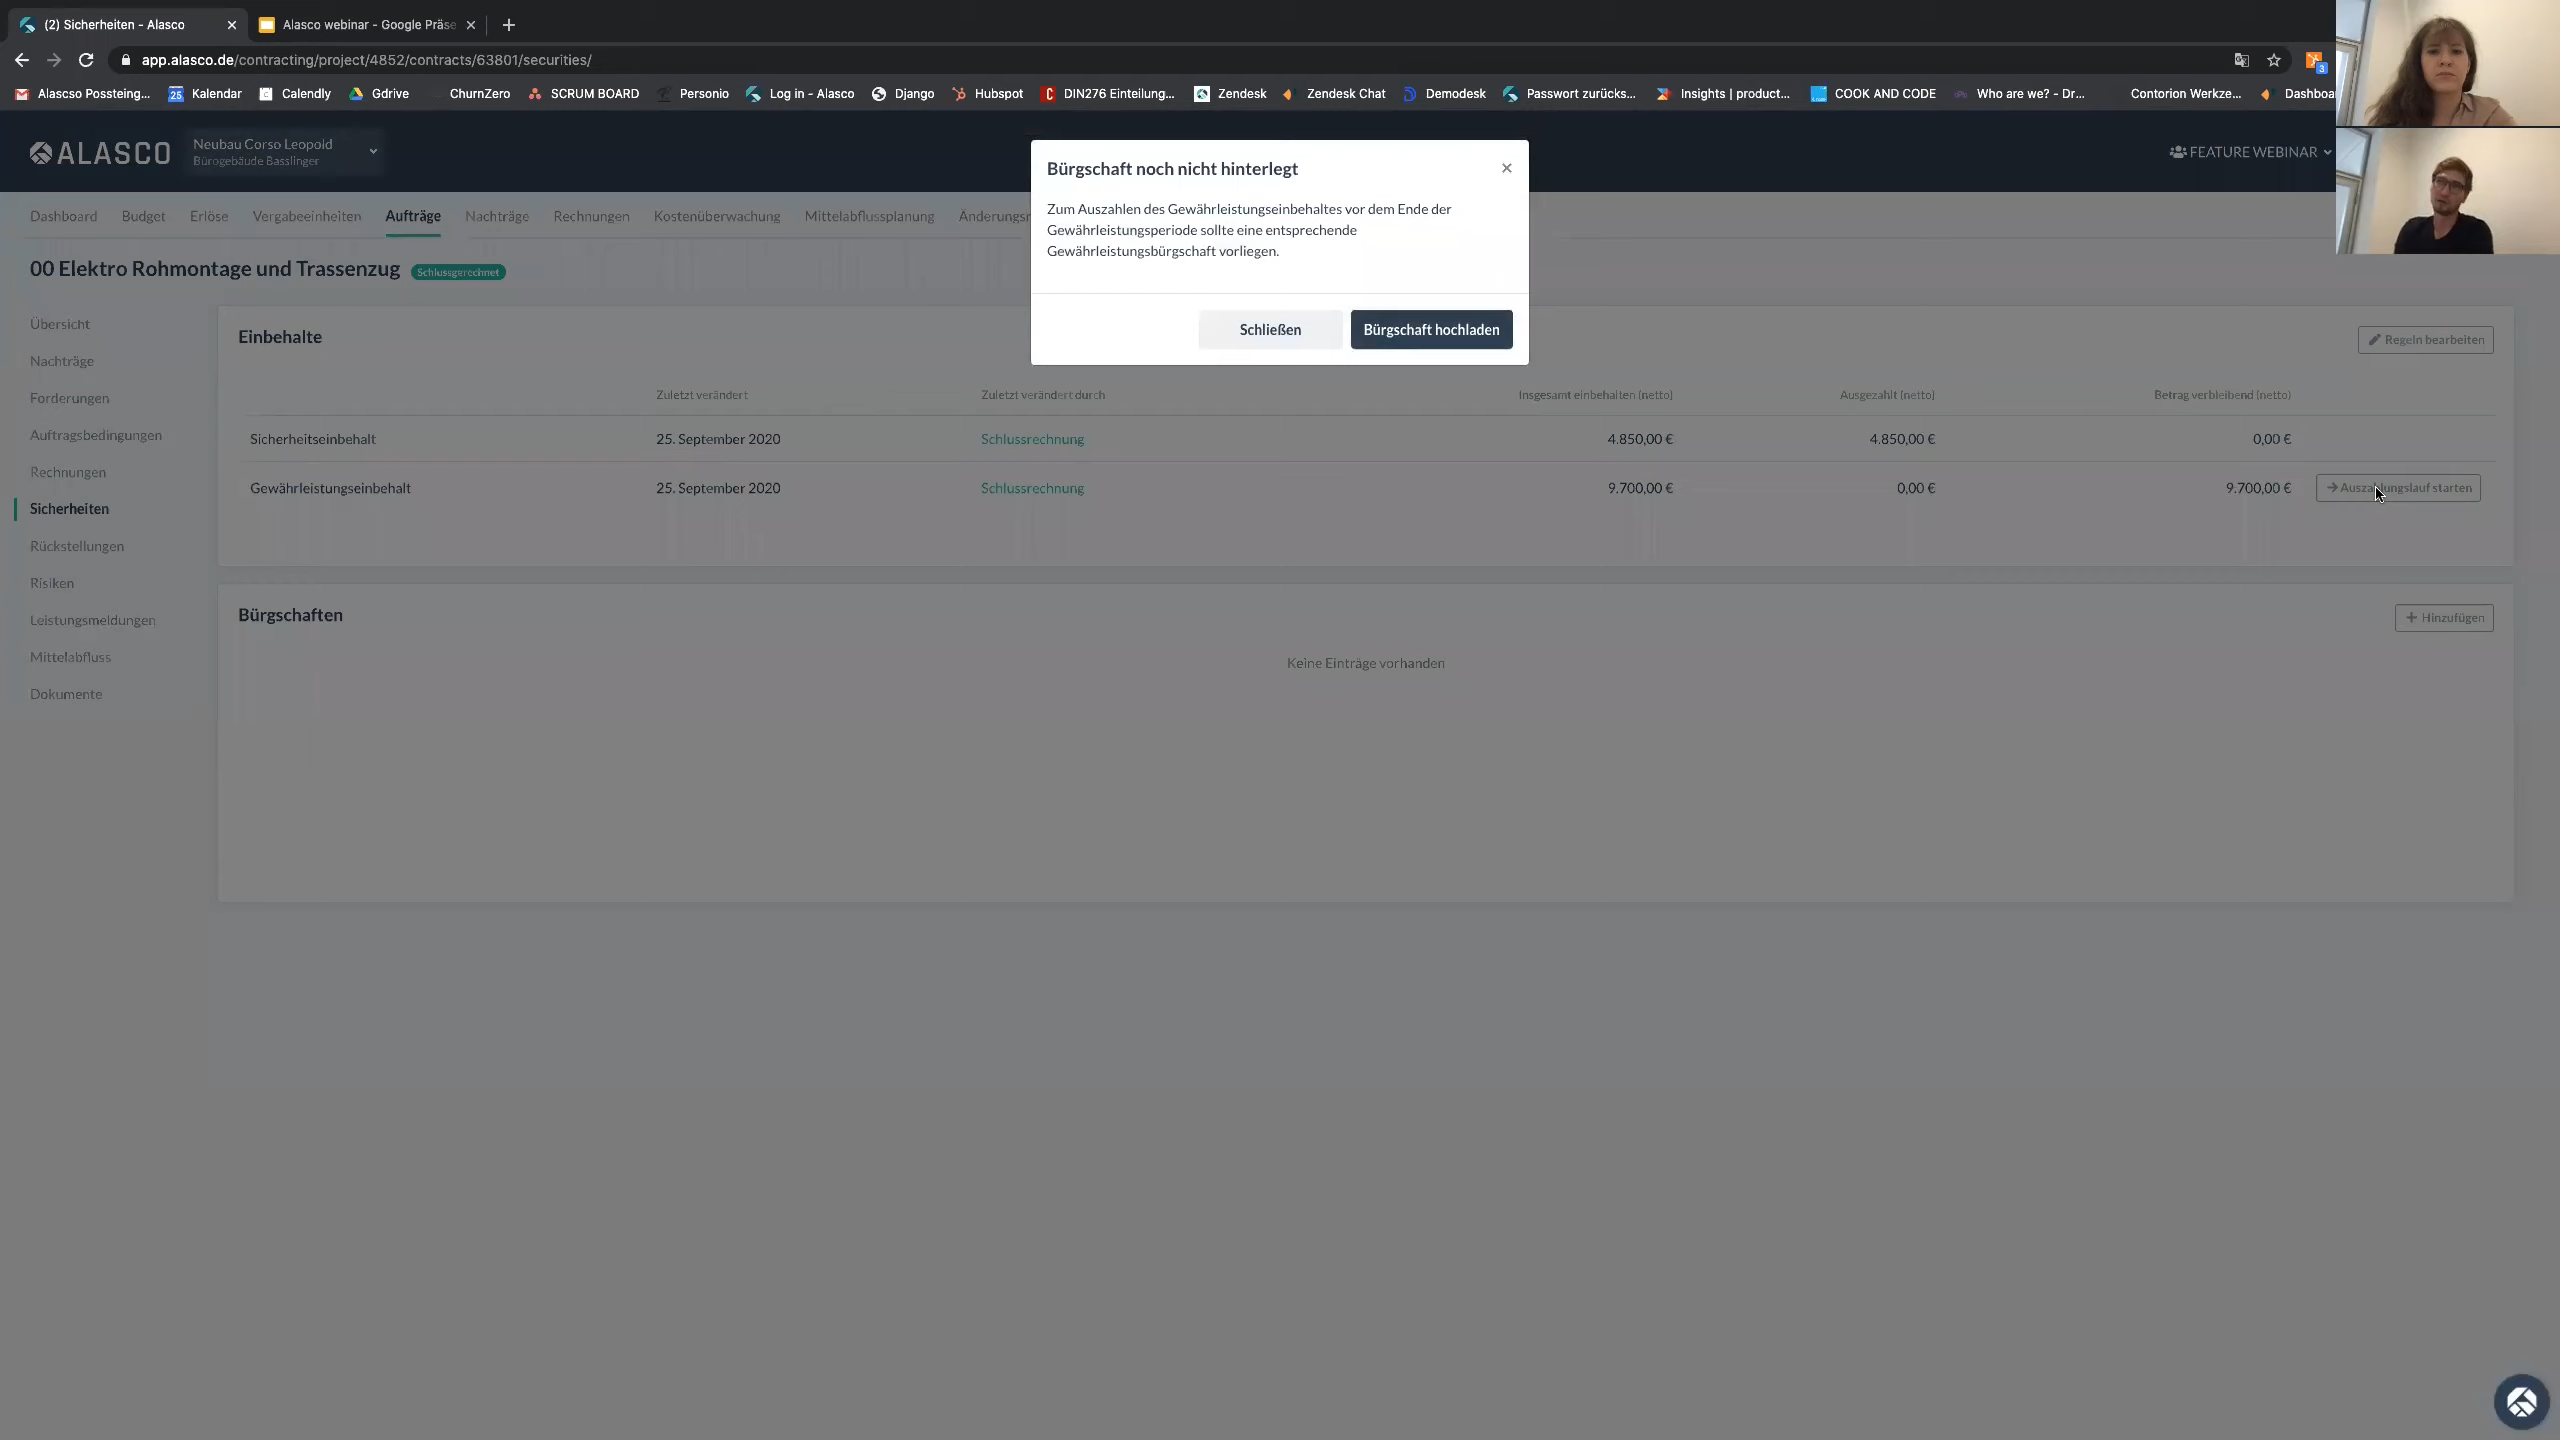 (2) Sicherheiten - Alasco
Alasco webinar - Google Präse
app.alasco.de/contracting/project/4852/contracts/63801/securities/
3
Alascso Possteing...
25 Kalendar
Calendly
Gdrive
ChurnZero
SCRUM BOARD
Personio
Log in - Alasco
Django
Hubspot
DIN276 Einteilung...
Zendesk
Zendesk Chat
Demodesk
Passwort zurücks...
Insights | product...
COOK AND CODE
Who are we? - Dr...
Contorion Werkze...
Dashboar
ALASCO
Neubau Corso Leopold
Bürogebäude Basslinger
FEATURE WEBINAR
Bürgschaft noch nicht hinterlegt
Zum Auszahlen des Gewährleistungseinbehaltes vor dem Ende der
Gewährleistungsperiode sollte eine entsprechende
Gewährleistungsbürgschaft vorliegen.
Schließen
Bürgschaft hochladen
Dashboard
Budget
Erlöse
Vergabeeinheiten
Aufträge
Nachträge
Rechnungen
Kostenüberwachung
Mittelabflussplanung
Änderungsr
00 Elektro Rohmontage und Trassenzug
Schlussgerechnet
Übersicht
Nachträge
Forderungen
Auftragsbedingungen
Rechnungen
Sicherheiten
Rückstellungen
Risiken
Leistungsmeldungen
Mittelabfluss
Dokumente
Einbehalte
Regeln bearbeiten
Zuletzt verändert
Zuletzt verändert durch
Insgesamt einbehalten (netto)
Ausgezahlt (netto)
Betrag verbleibend (netto)
Sicherheitseinbehalt
25. September 2020
Schlussrechnung
4.850,00 €
4.850,00 €
0,00 €
Gewährleistungseinbehalt
25. September 2020
Schlussrechnung
9.700,00 €
0,00 €
9.700,00 €
Auszahlungslauf starten
Bürgschaften
Hinzufügen
Keine Einträge vorhanden